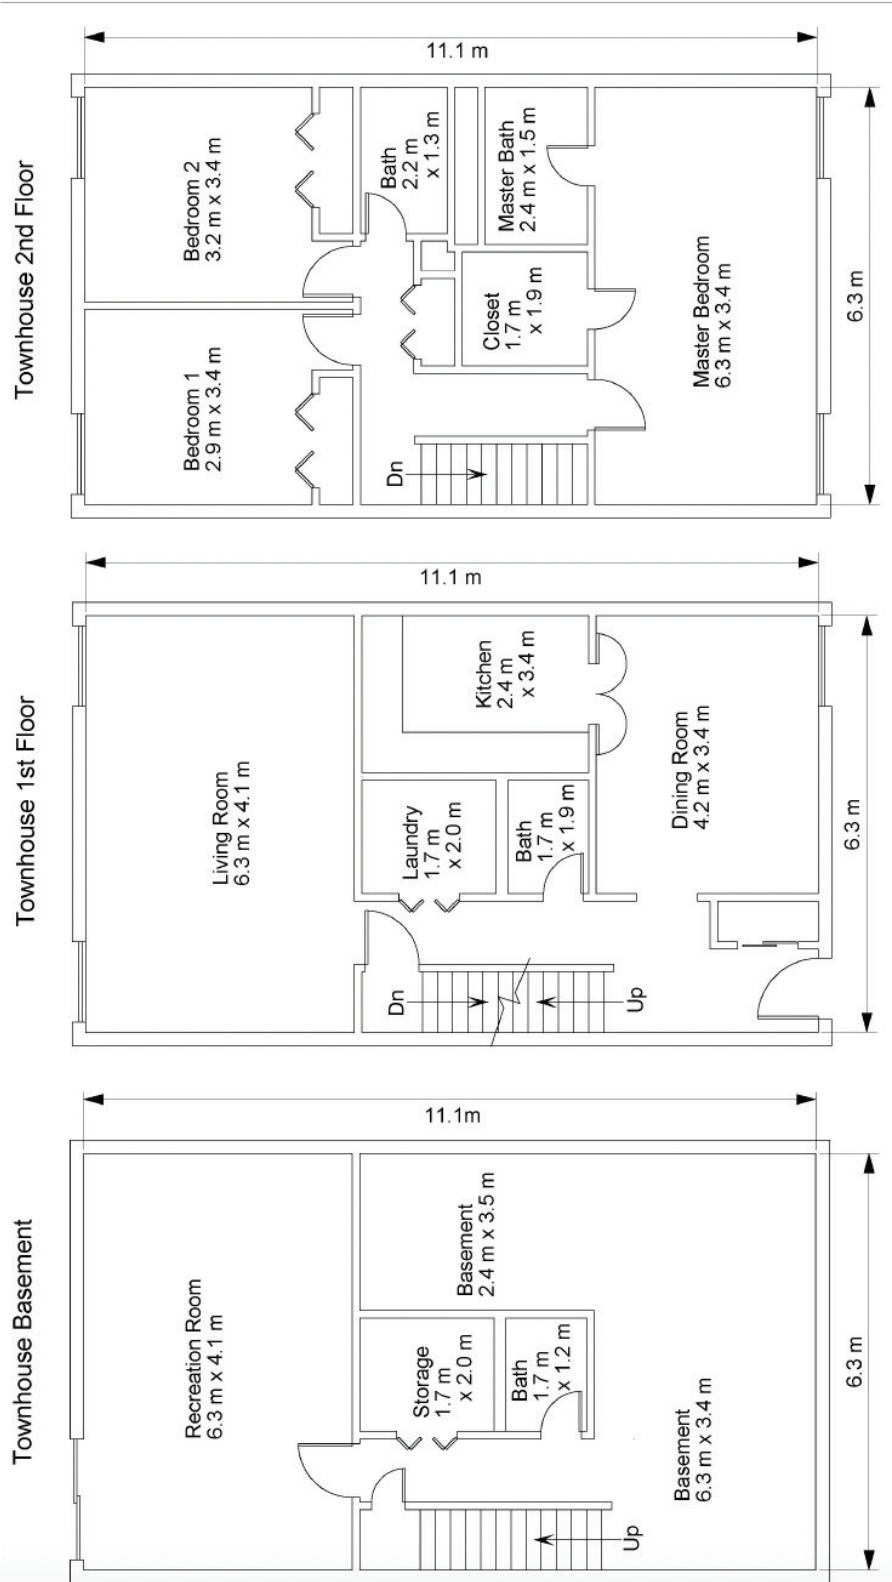 Townhouse 2nd Floor
11.1 m
6.3 m
Bedroom 2
3.2 m x 3.4 m
Bedroom 1
2.9 m x 3.4 m
Bath
2.2 m
x 1.3 m
Master Bath
2.4 m x 1.5 m
Closet
1.7 m
x 1.9 m
Dn
Master Bedroom
6.3 m x 3.4 m
Townhouse 1st Floor
11.1 m
6.3 m
Living Room
6.3 m x 4.1 m
Kitchen
2.4 m
x 3.4 m
Laundry
1.7 m
x 2.0 m
Bath
1.7 m
x 1.9 m
Dining Room
4.2 m x 3.4 m
Dn
Up
Townhouse Basement
11.1m
6.3 m
Recreation Room
6.3 m x 4.1 m
Basement
2.4 m x 3.5 m
Storage
1.7 m
x 2.0 m
Bath
1.7 m
x 1.2 m
Basement
6.3 m x 3.4 m
Up